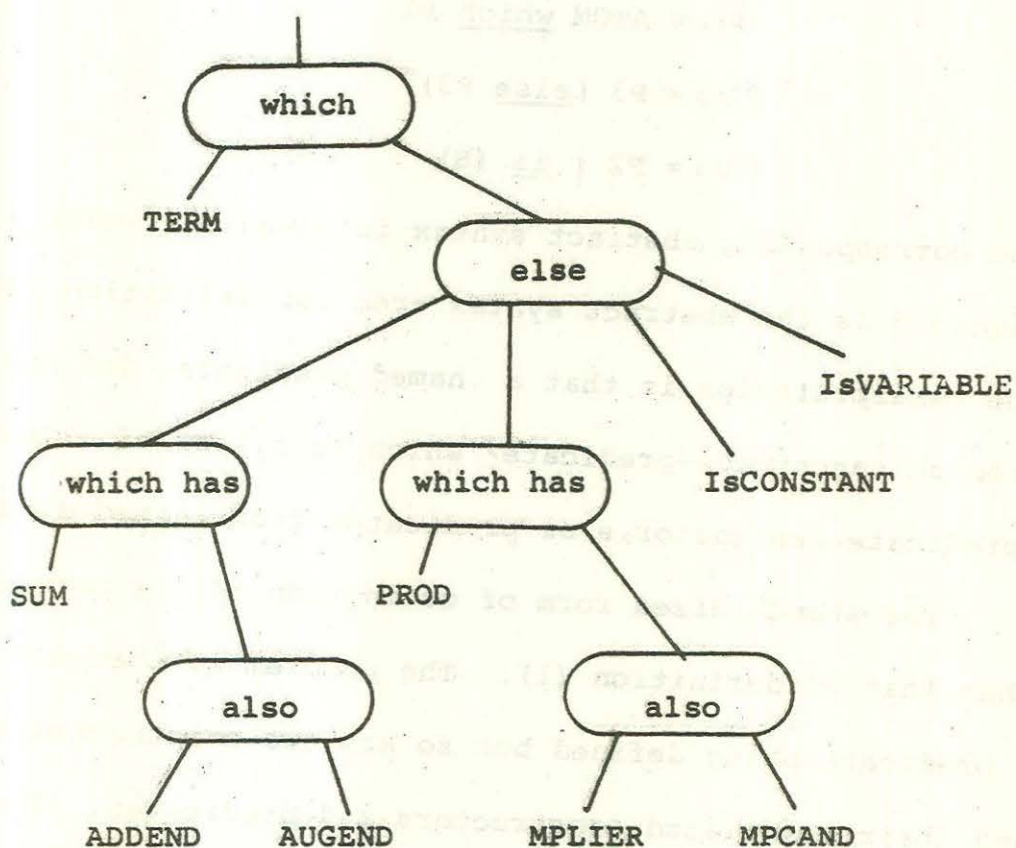 which
TERM
else
IsVARIABLE
which has which has IsCONSTANT
SUM PROD
also also
ADDEND AUGEND MPLIER MPCAND